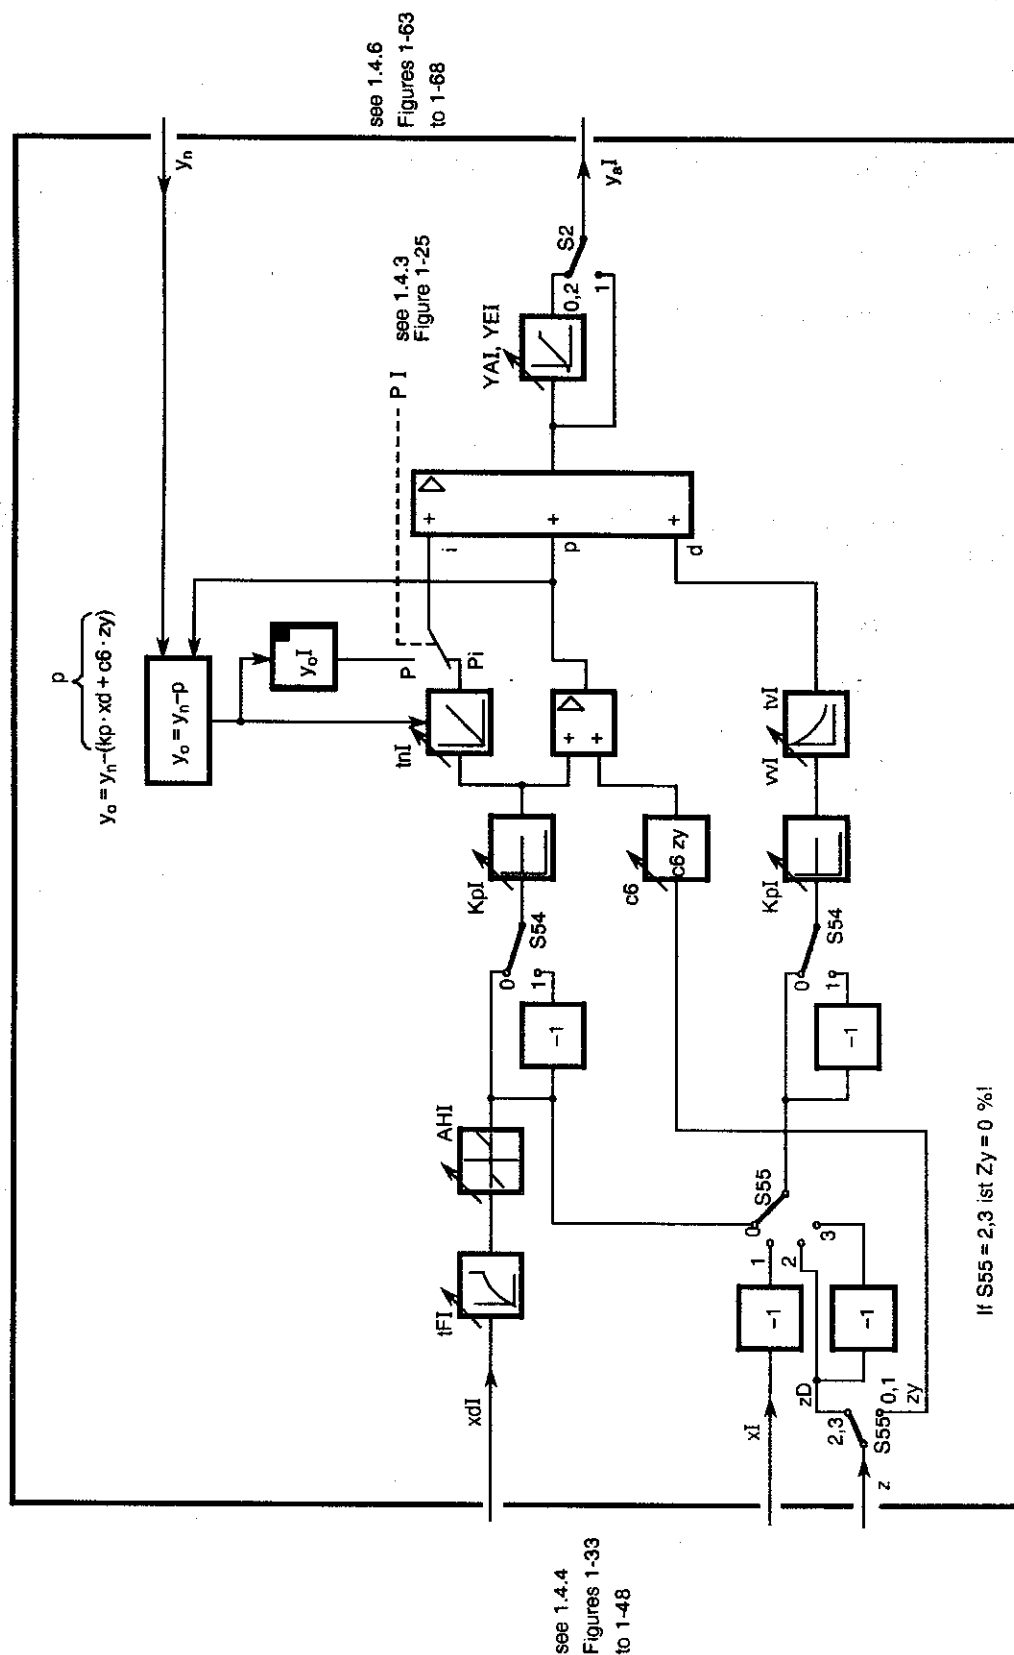 see 1.4.4
Figures 1-33
to 1-48
xdI
tFI
AHI
0
1
S54
-1
KpI
tnI
P
Pi
P I
see 1.4.3
Figure 1-25
p
yo = yn-(kp · xd + c6 · zy)
yo = yn-p
yoI
yn
see 1.4.6
Figures 1-63
to 1-68
+
+
c6
c6 zy
i
p
d
+
+
+
YAI, YEI
0,2
1
S2
yaI
xI
-1
1
0
2
3
S55
-1
zD
z
2,3
S55
0,1
zy
0
1
S54
-1
KpI
vvI
tvI
If S55 = 2,3 ist Zy = 0 %!